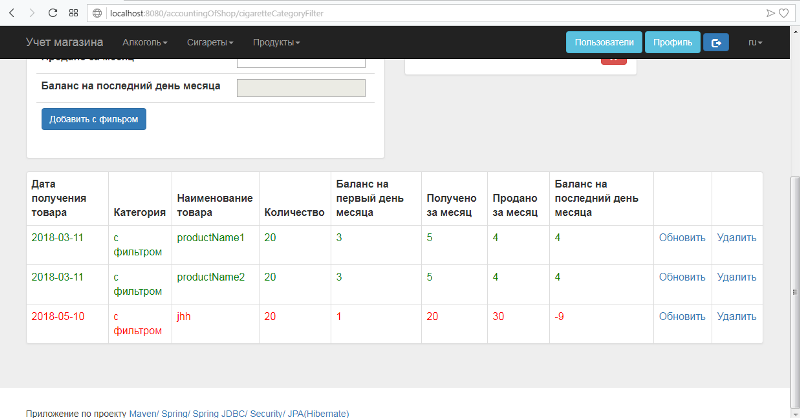 localhost:8080/accountingOfShop/cigaretteCategoryFilter
Учет магазина Алкоголь Сигареты Продукты Пользователи Профиль ru
Продано за месяц
Баланс на последний день месяца
Добавить с фильром
Дата получения товара Категория Наименование товара Количество Баланс на первый день месяца Получено за месяц Продано за месяц Баланс на последний день месяца
2018-03-11 с фильтром productName1 20 3 5 4 4 Обновить Удалить
2018-03-11 с фильтром productName2 20 3 5 4 4 Обновить Удалить
2018-05-10 с фильтром jhh 20 1 20 30 -9 Обновить Удалить
Приложение по проекту Maven/ Spring/ Spring JDBC/ Security/ JPA(Hibernate)